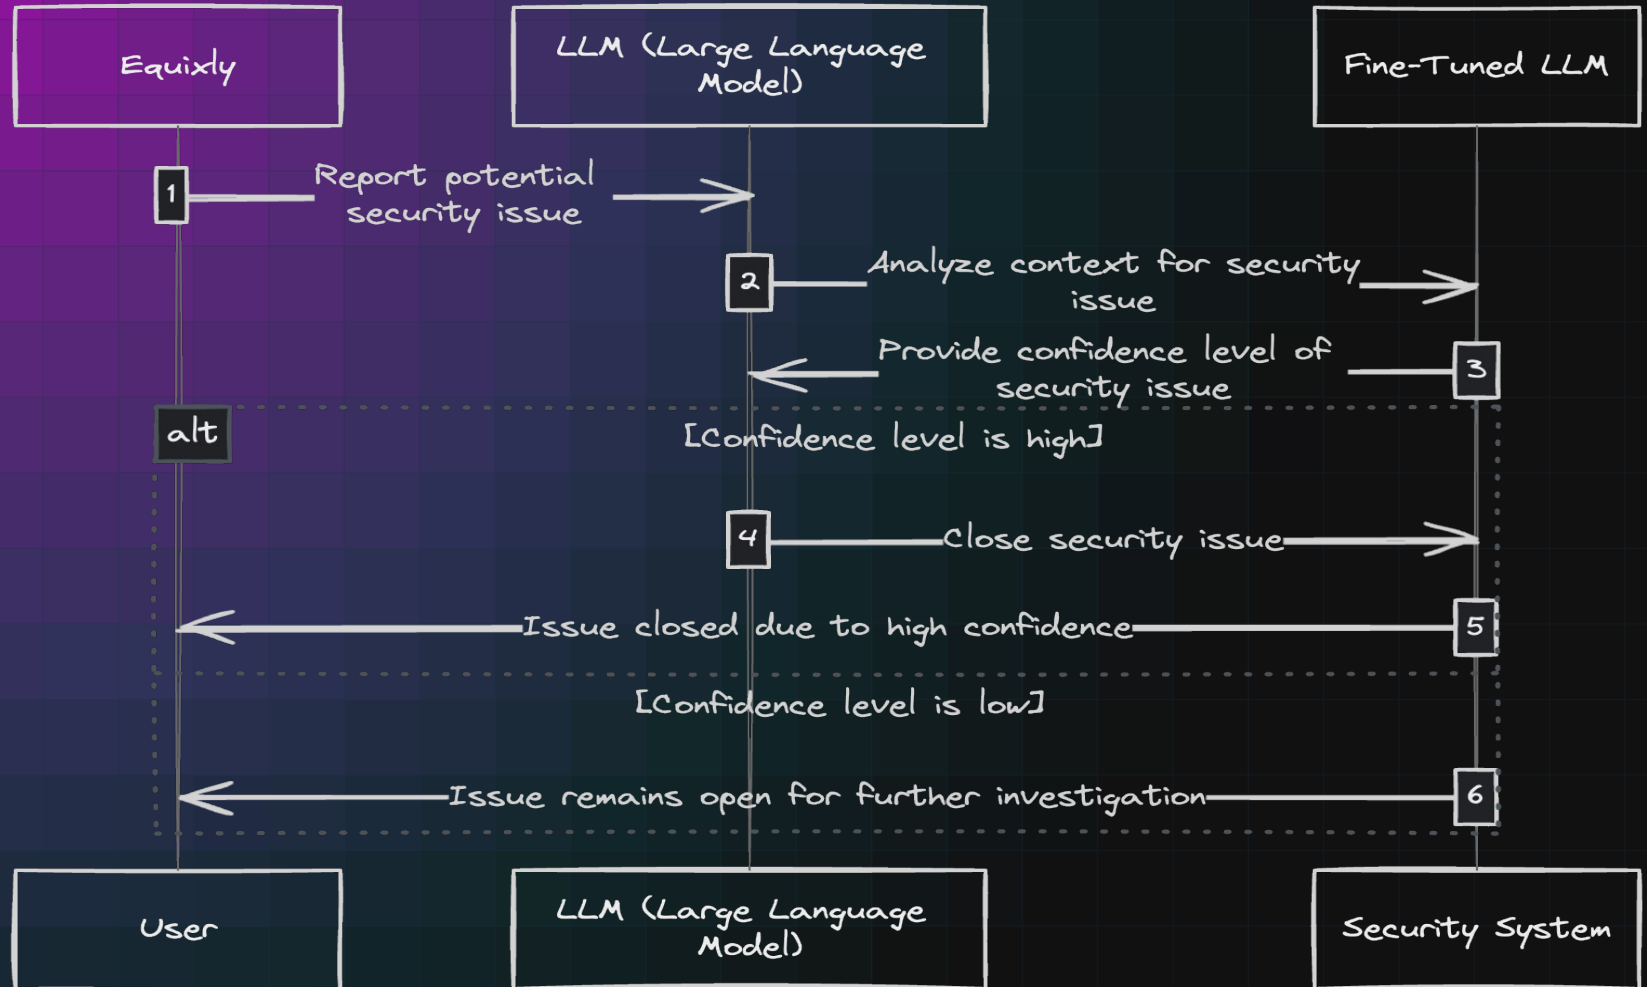 Equixly
LLM (Large Language
Model)
Fine-Tuned LLM
1
Report potential
security issue
2
Analyze context for security
issue
Provide confidence level of
security issue
3
alt
[Confidence level is high]
4
Close security issue
Issue closed due to high confidence
5
[Confidence level is low]
Issue remains open for further investigation
6
User
LLM (Large Language
Model)
Security System